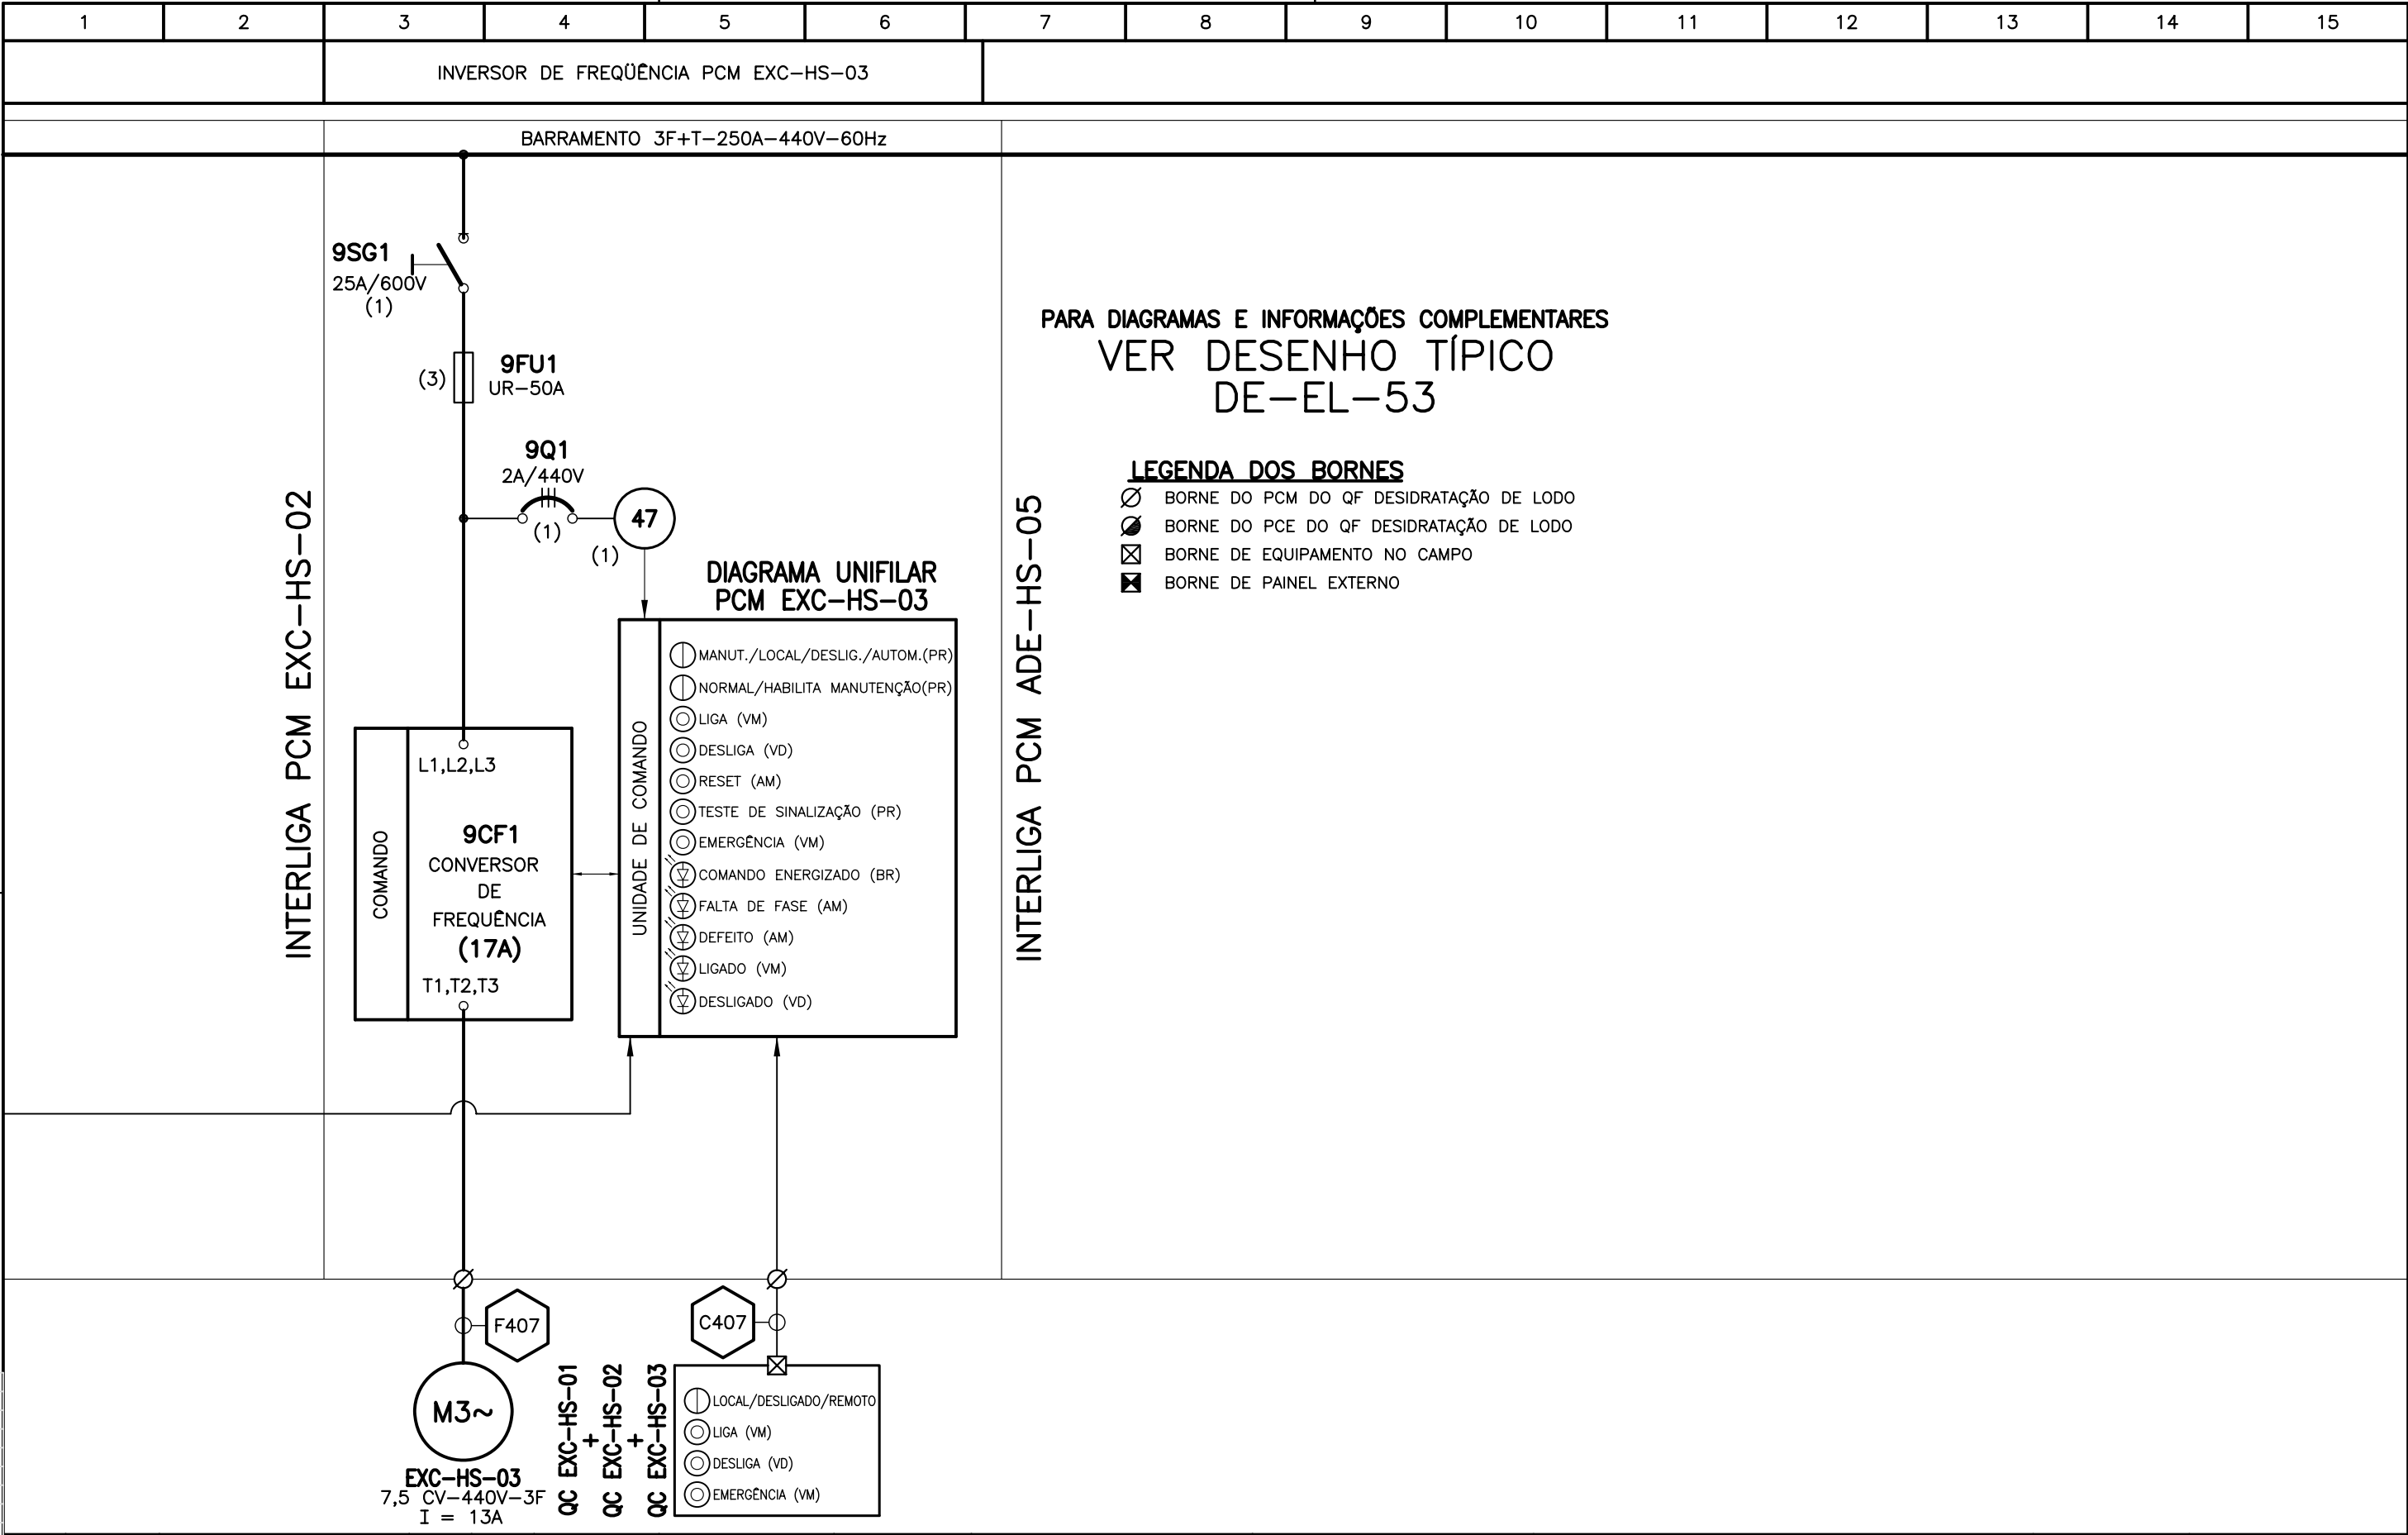 1 2 3 4 5 6 7 8 9 10 11 12 13 14 15
INVERSOR DE FREQÜÊNCIA PCM EXC-HS-03
BARRAMENTO 3F+T-250A-440V-60Hz
9SG1
25A/600V
(1)
(3)
9FU1
UR-50A
9Q1
2A/440V
(1)
(1)
47
INTERLIGA PCM EXC-HS-02
DIAGRAMA UNIFILAR
PCM EXC-HS-03
UNIDADE DE COMANDO
MANUT./LOCAL/DESLIG./AUTOM.(PR)
NORMAL/HABILITA MANUTENÇÃO(PR)
LIGA (VM)
DESLIGA (VD)
RESET (AM)
TESTE DE SINALIZAÇÃO (PR)
EMERGÊNCIA (VM)
COMANDO ENERGIZADO (BR)
FALTA DE FASE (AM)
DEFEITO (AM)
LIGADO (VM)
DESLIGADO (VD)
COMANDO
L1,L2,L3
9CF1
CONVERSOR
DE
FREQUÊNCIA
(17A)
T1,T2,T3
INTERLIGA PCM ADE-HS-05
PARA DIAGRAMAS E INFORMAÇÕES COMPLEMENTARES
VER DESENHO TÍPICO
DE-EL-53
LEGENDA DOS BORNES
BORNE DO PCM DO QF DESIDRATAÇÃO DE LODO
BORNE DO PCE DO QF DESIDRATAÇÃO DE LODO
BORNE DE EQUIPAMENTO NO CAMPO
BORNE DE PAINEL EXTERNO
F407
C407
M3~
EXC-HS-03
7,5 CV-440V-3F
I = 13A
QC EXC-HS-01
+
QC EXC-HS-02
+
QC EXC-HS-03
LOCAL/DESLIGADO/REMOTO
LIGA (VM)
DESLIGA (VD)
EMERGÊNCIA (VM)